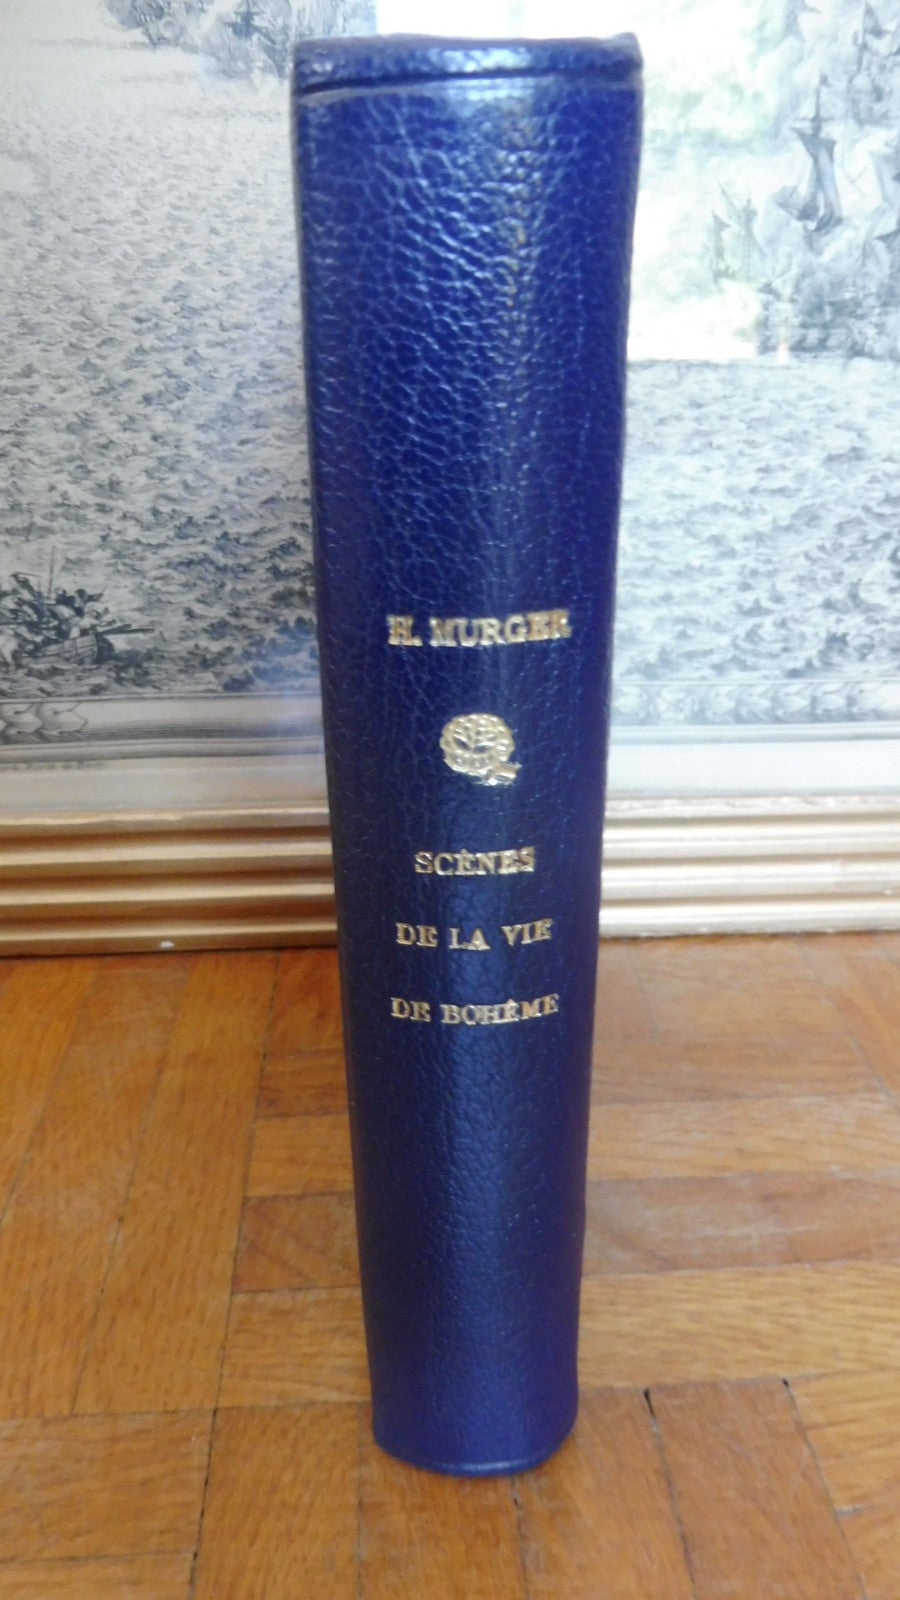 H. MURGER
SCÈNES
DE LA VIE
DE BOHÊME